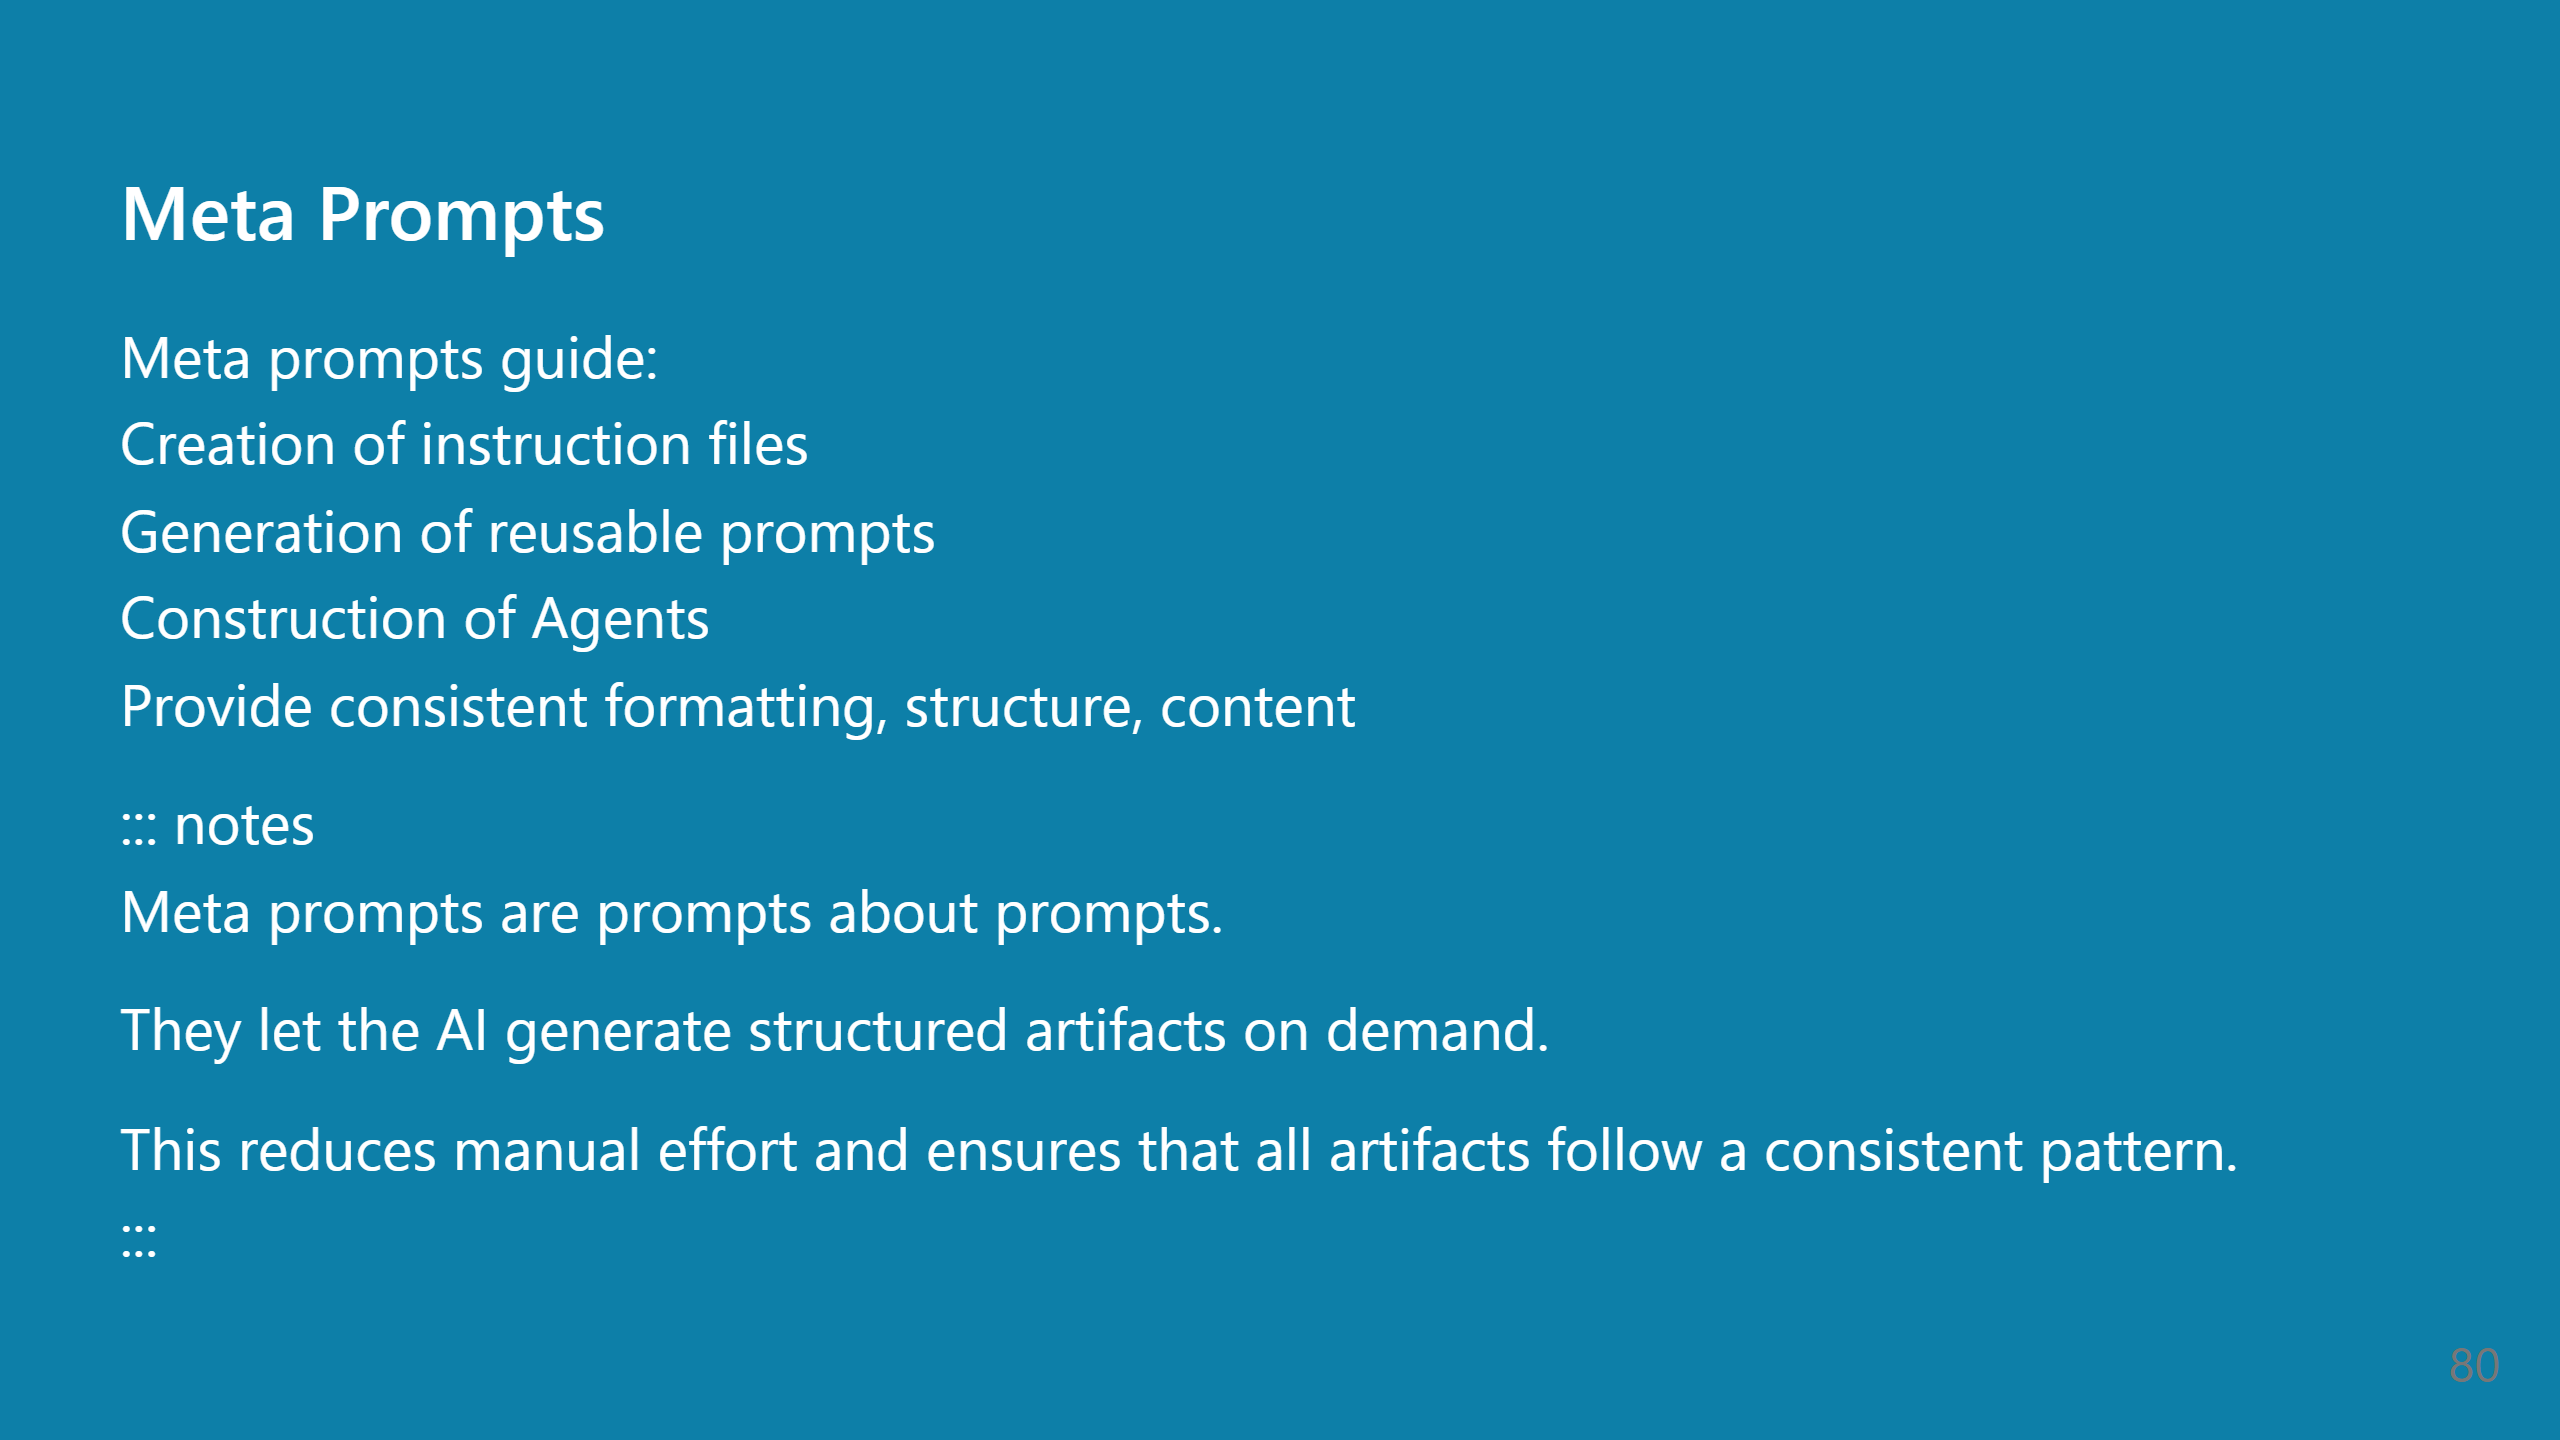 Meta Prompts
Meta prompts guide:
Creation of instruction files
Generation of reusable prompts
Construction of Agents
Provide consistent formatting, structure, content
::: notes
Meta prompts are prompts about prompts.
They let the AI generate structured artifacts on demand.
This reduces manual effort and ensures that all artifacts follow a consistent pattern.
:::
80